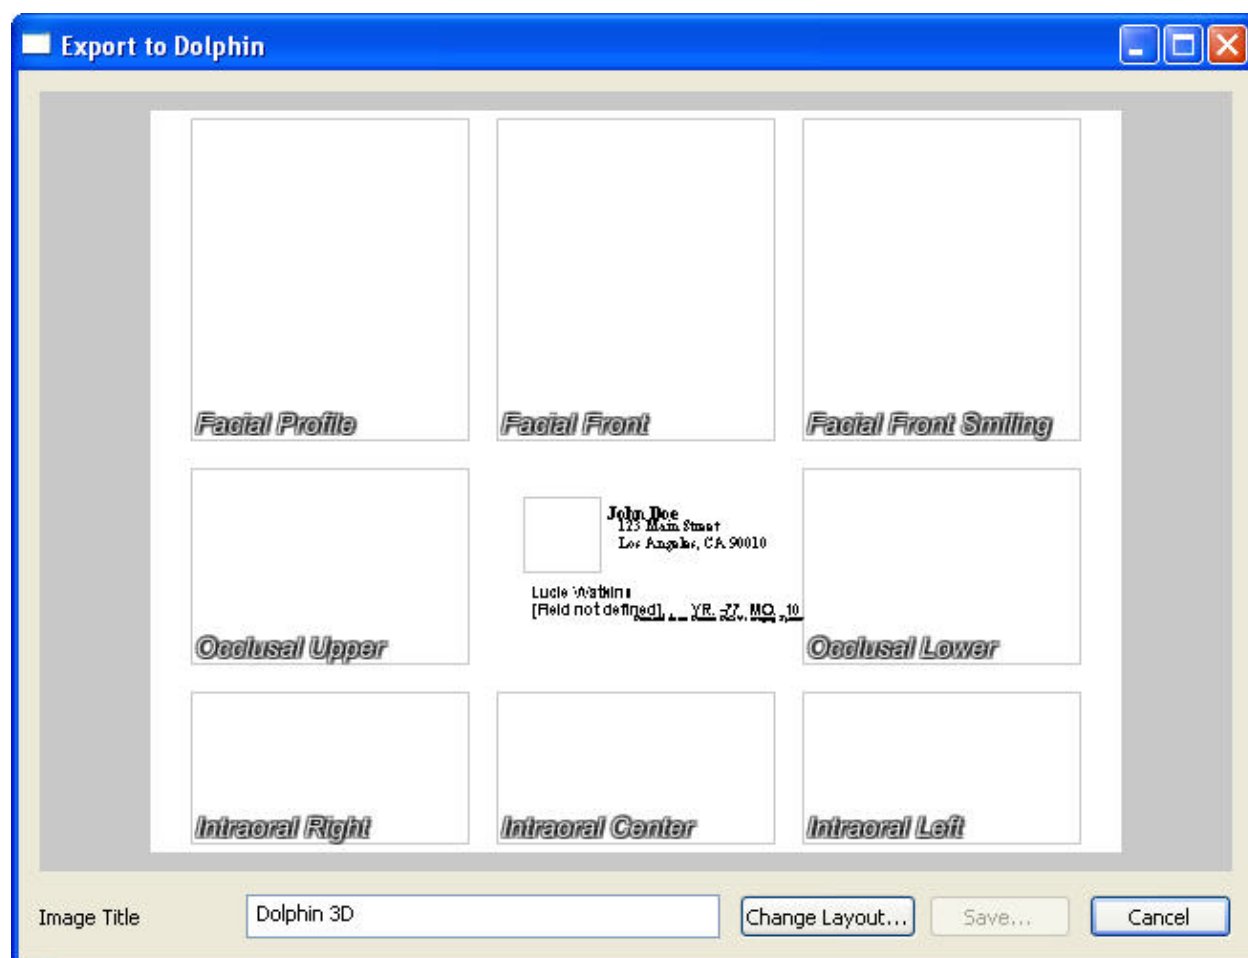 Export to Dolphin
Facial Profile
Facial Front
Facial Front Smiling
Occlusal Upper
John Doe
123 Main Street
Los Angeles, CA 90010
Lucie Watkins
[Field not defined] YR. -77, MO. 10
Occlusal Lower
Intraoral Right
Intraoral Center
Intraoral Left
Image Title
Dolphin 3D
Change Layout...
Save...
Cancel